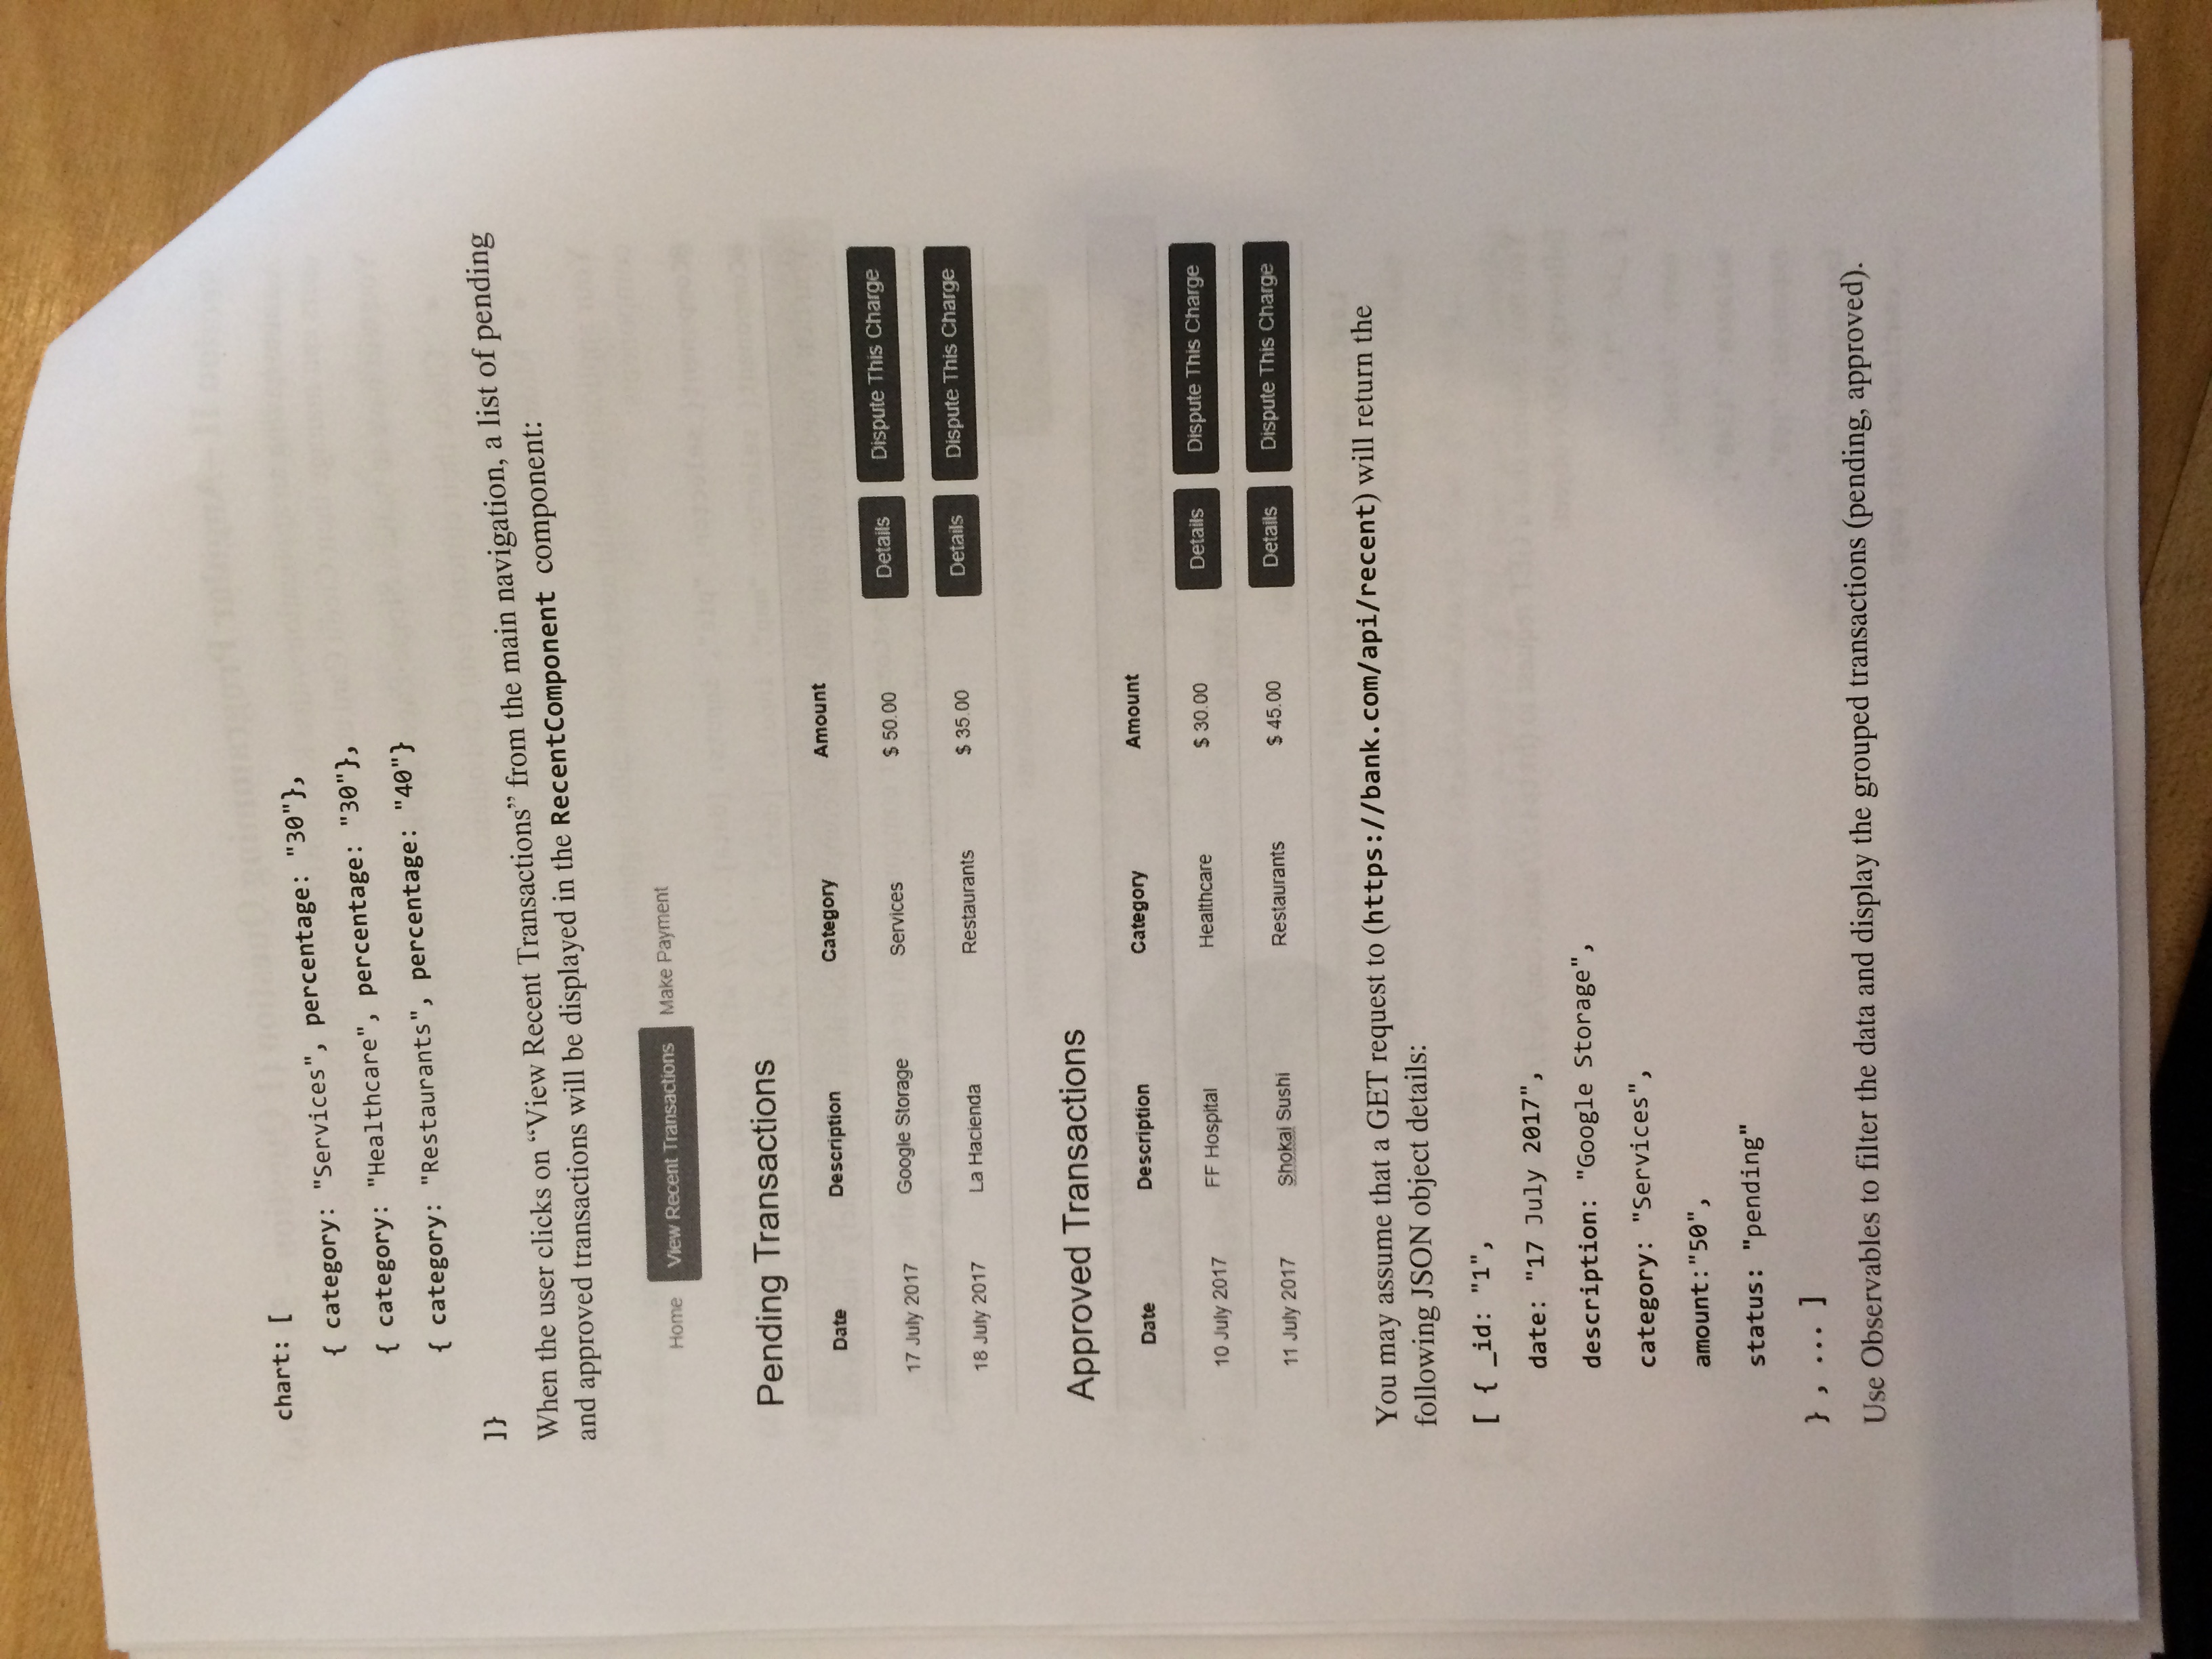 chart: [
{ category: "Services", percentage: "30"},
{ category: "Healthcare", percentage: "30"},
{ category: "Restaurants", percentage: "40"}
]}
When the user clicks on “View Recent Transactions” from the main navigation, a list of pending
and approved transactions will be displayed in the RecentComponent component:
Home View Recent Transactions Make Payment
Pending Transactions
Date Description Category Amount
17 July 2017 Google Storage Services $ 50.00 Details Dispute This Charge
18 July 2017 La Hacienda Restaurants $ 35.00 Details Dispute This Charge
Approved Transactions
Date Description Category Amount
10 July 2017 FF Hospital Healthcare $ 30.00 Details Dispute This Charge
11 July 2017 Shokai Sushi Restaurants $ 45.00 Details Dispute This Charge
You may assume that a GET request to (https://bank.com/api/recent) will return the
following JSON object details:
[ { _id: "1",
date: "17 July 2017",
description: "Google Storage",
category: "Services",
amount:"50",
status: "pending"
} , ... ]
Use Observables to filter the data and display the grouped transactions (pending, approved).